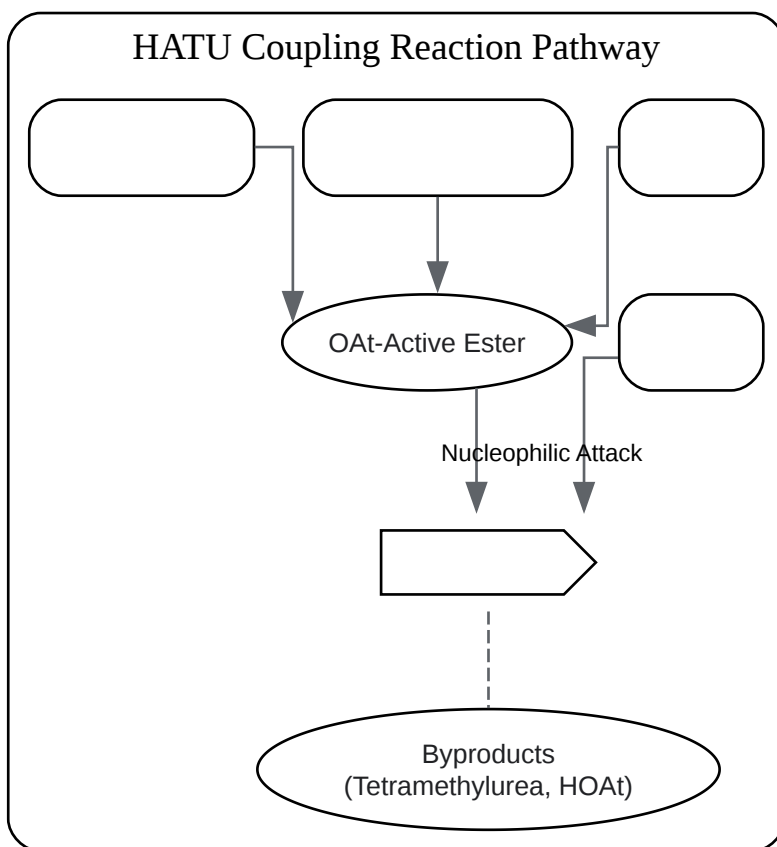 HATU Coupling Reaction Pathway
OAt-Active Ester
Nucleophilic Attack
Byproducts
(Tetramethylurea, HOAt)